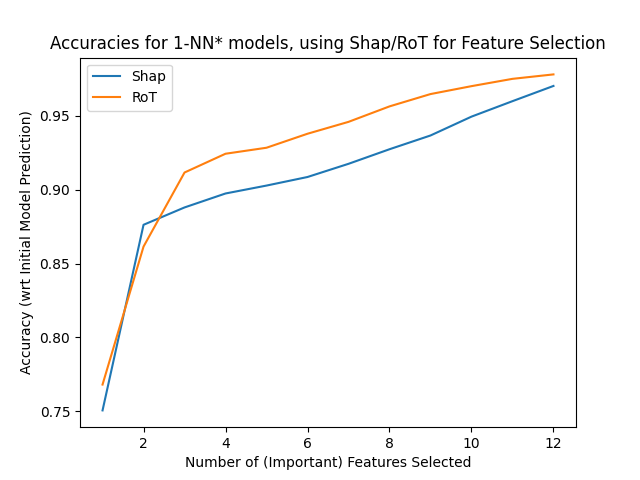 Accuracies for 1-NN* models, using Shap/RoT for Feature Selection
Shap
RoT
Accuracy (wrt Initial Model Prediction)
0.95
0.90
0.85
0.80
0.75
2 4 6 8 10 12
Number of (Important) Features Selected